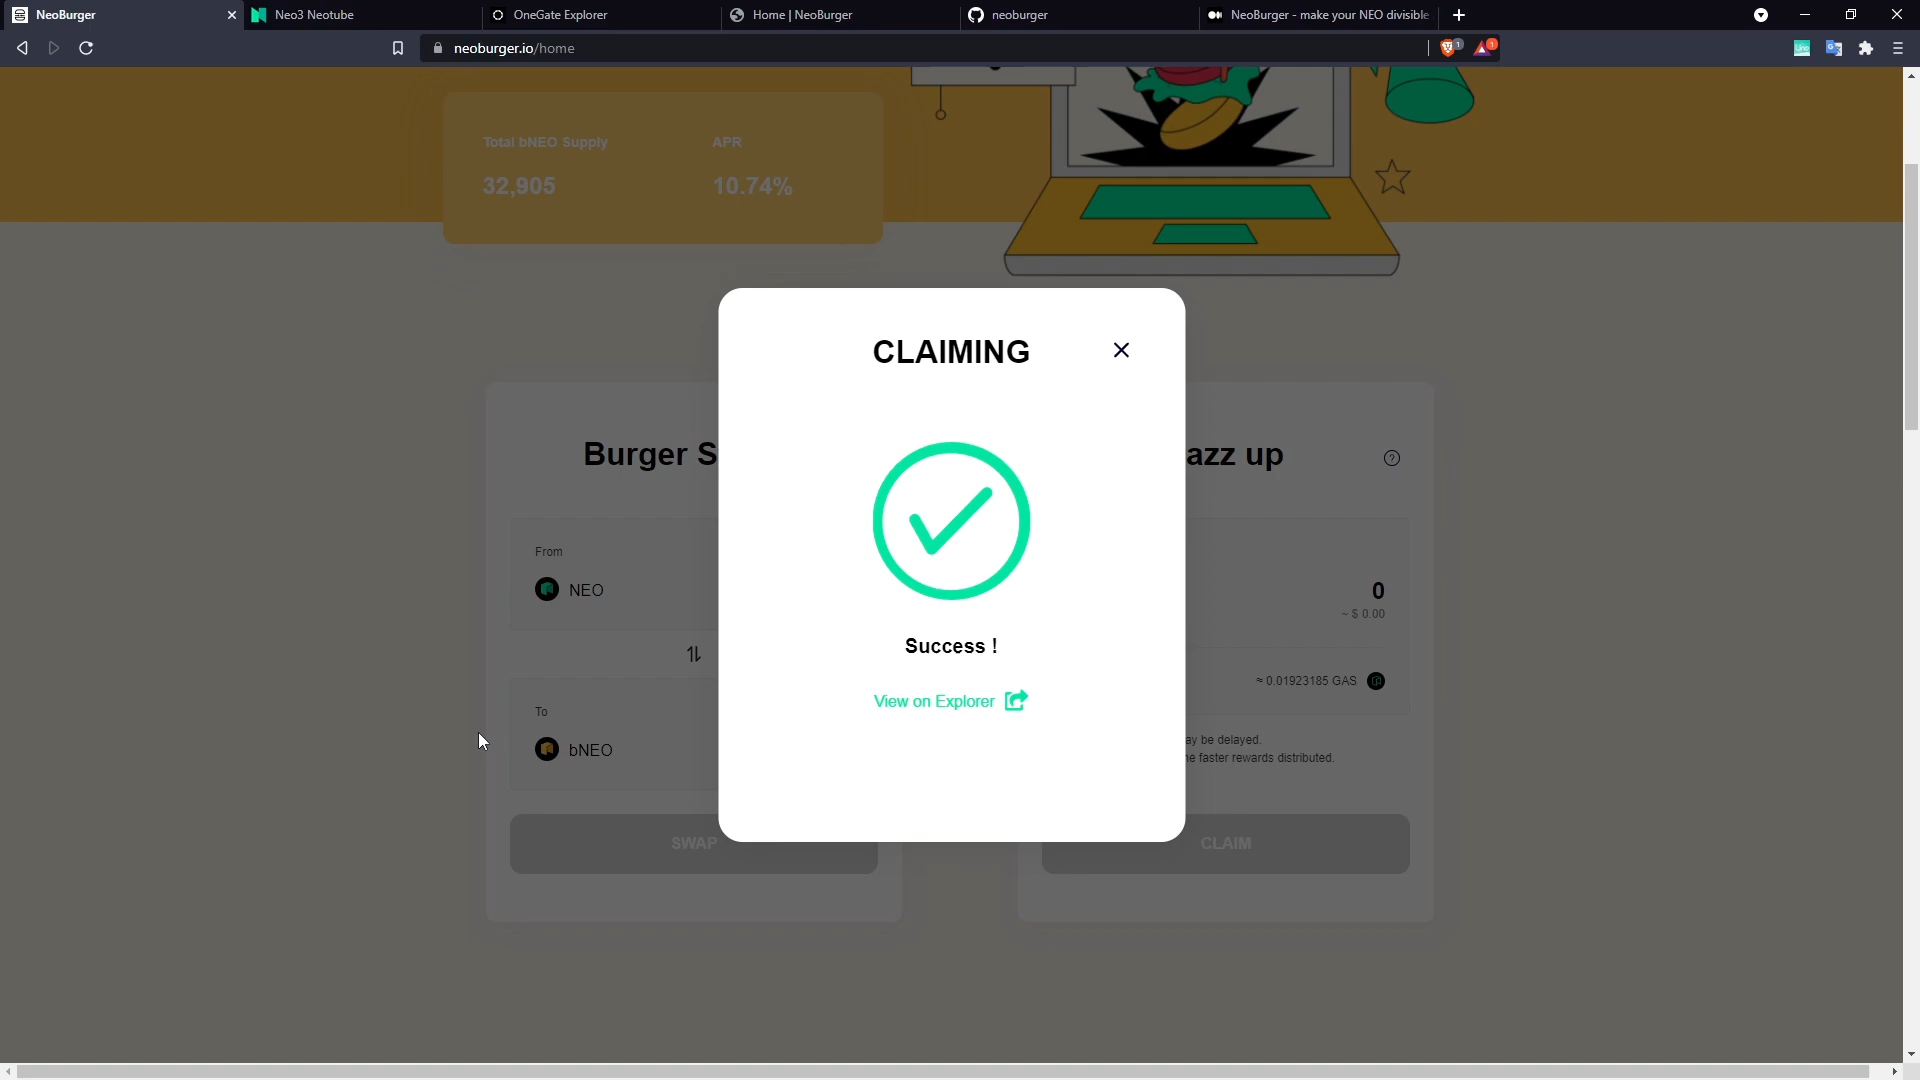 NeoBurger
Neo3 Neotube
OneGate Explorer
Home | NeoBurger
neoburger
NeoBurger - make your NEO divisible
neoburger.io/home
1
1
Total bNEO Supply
APR
32,905
10.74%
CLAIMING
Burger S
azz up
From
NEO
0
~ $ 0.00
Success !
≈ 0.01923185 GAS
View on Explorer
To
bNEO
ay be delayed.
he faster rewards distributed.
SWAP
CLAIM